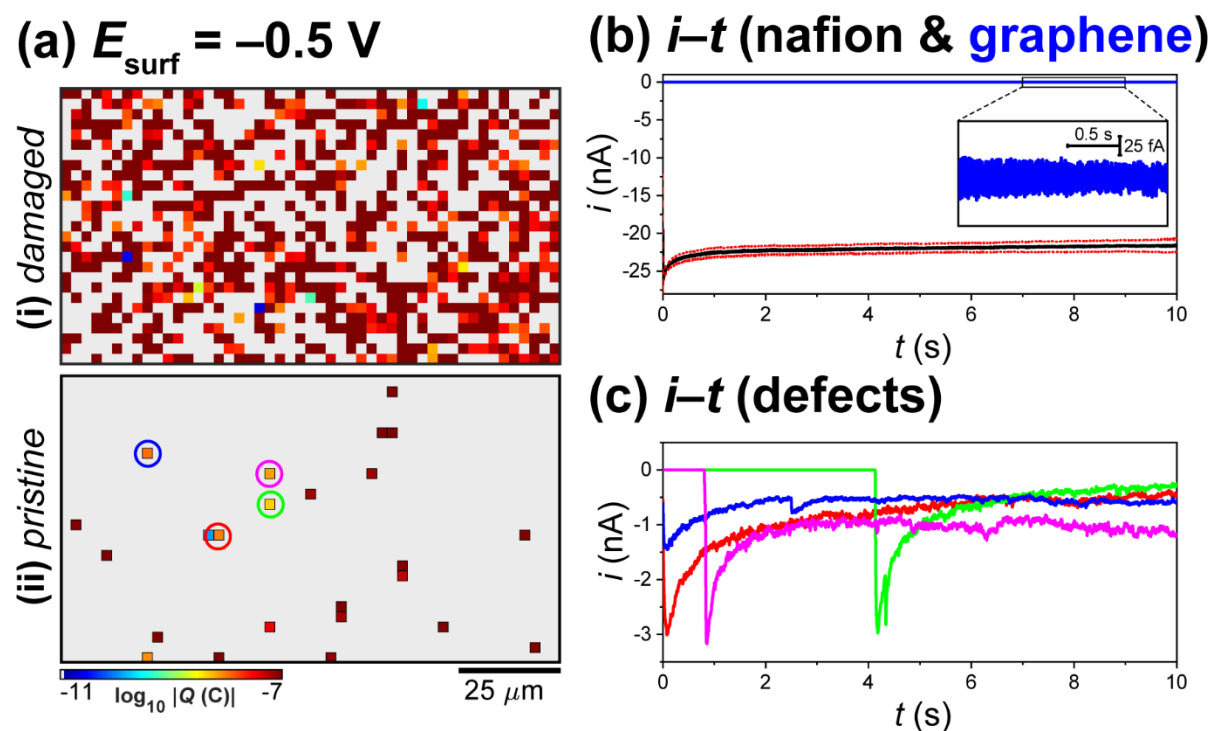 (a) E_surf = –0.5 V
(i) damaged
(ii) pristine
-11 log₁₀ |Q (C)| -7
25 μm
(b) i–t (nafion & graphene)
i (nA)
0
-5
-10
-15
-20
-25
0.5 s
25 fA
0 2 4 6 8 10
t (s)
(c) i–t (defects)
i (nA)
0
-1
-2
-3
0 2 4 6 8 10
t (s)